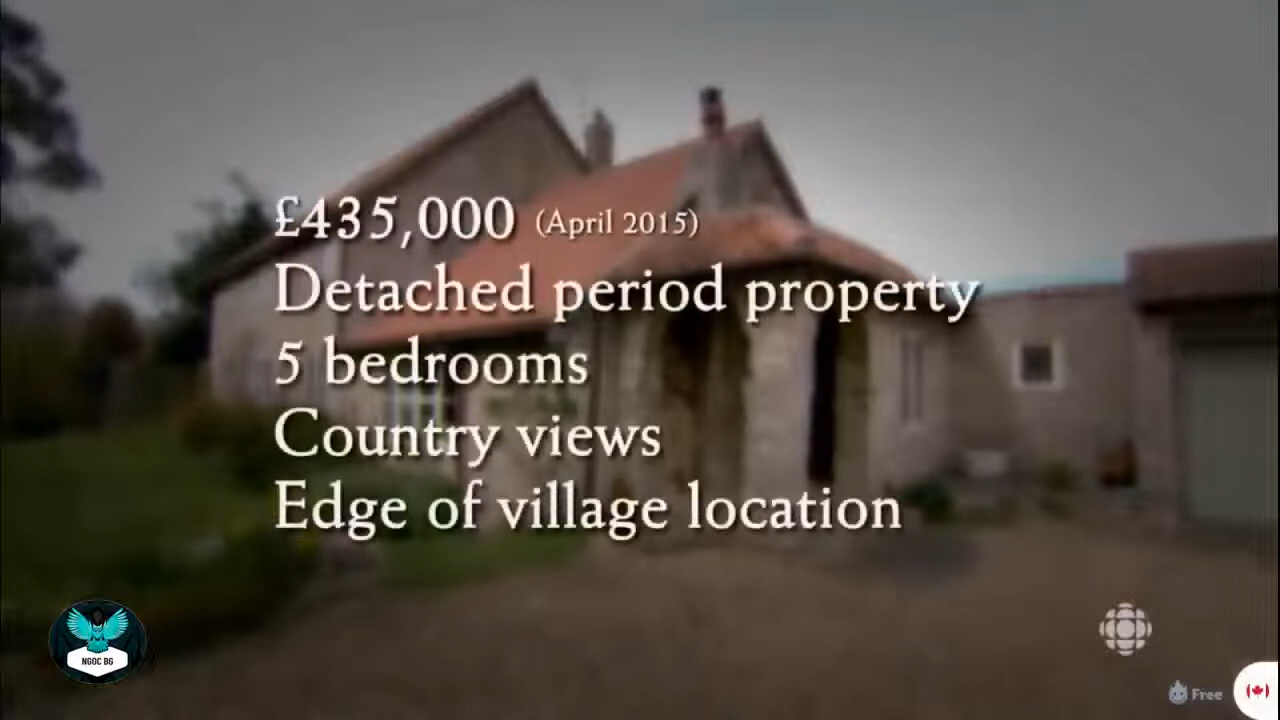 £435,000 (April 2015)
Detached period property
5 bedrooms
Country views
Edge of village location
NGOC BG
Free